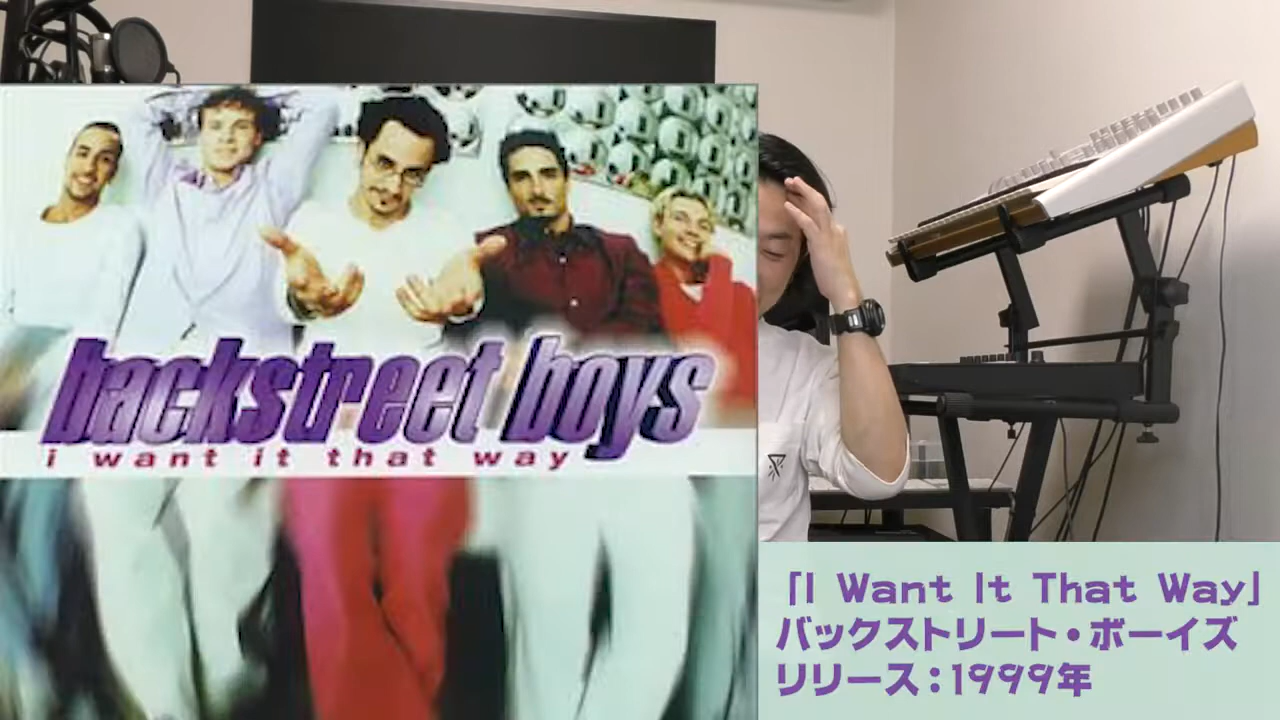 backstreet boys
i want it that way
「I Want It That Way」
バックストリート・ボーイズ
リリース：1999年